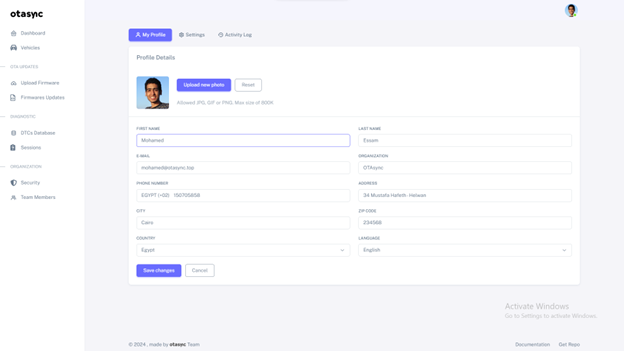 otasync
Dashboard
Vehicles
OTA UPDATES
Upload Firmware
Firmwares Updates
DIAGNOSTIC
DTCs Database
Sessions
ORGANIZATION
Security
Team Members
My Profile Settings Activity Log
Profile Details
Upload new photo Reset
Allowed JPG, GIF or PNG. Max size of 800K
FIRST NAME LAST NAME
Mohamed Essam
E-MAIL ORGANIZATION
mohamed@otasync.top OTAsync
PHONE NUMBER ADDRESS
EGYPT (+02) 150705858 34 Mustafa Hafeth- Helwan
CITY ZIP CODE
Cairo 234568
COUNTRY LANGUAGE
Egypt English
Save changes Cancel
Activate Windows
Go to Settings to activate Windows.
© 2024 , made by otasync Team Documentation Get Repo